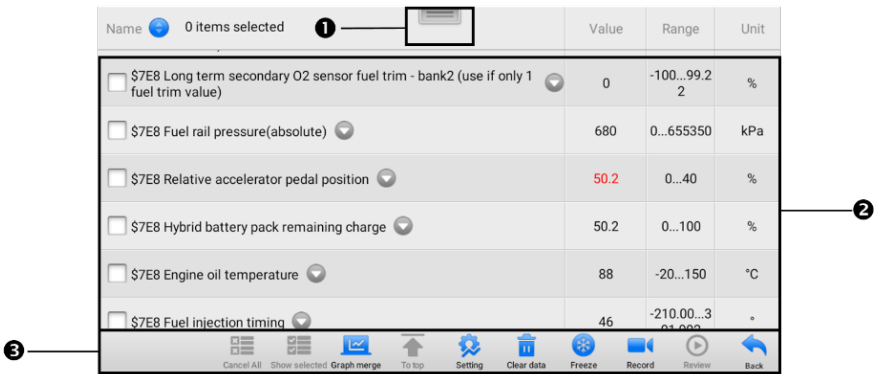 Name 0 items selected ❶ Value Range Unit
$7E8 Long term secondary O2 sensor fuel trim - bank2 (use if only 1
fuel trim value) 0 -100...99.2
2 %
$7E8 Fuel rail pressure(absolute) 680 0...655350 kPa
$7E8 Relative accelerator pedal position 50.2 0...40 %
❷
$7E8 Hybrid battery pack remaining charge 50.2 0...100 %
$7E8 Engine oil temperature 88 -20...150 °C
$7E8 Fuel injection timing 46 -210.00...3 °
❸
Cancel All Show selected Graph merge To top Setting Clear data Freeze Record Review Back